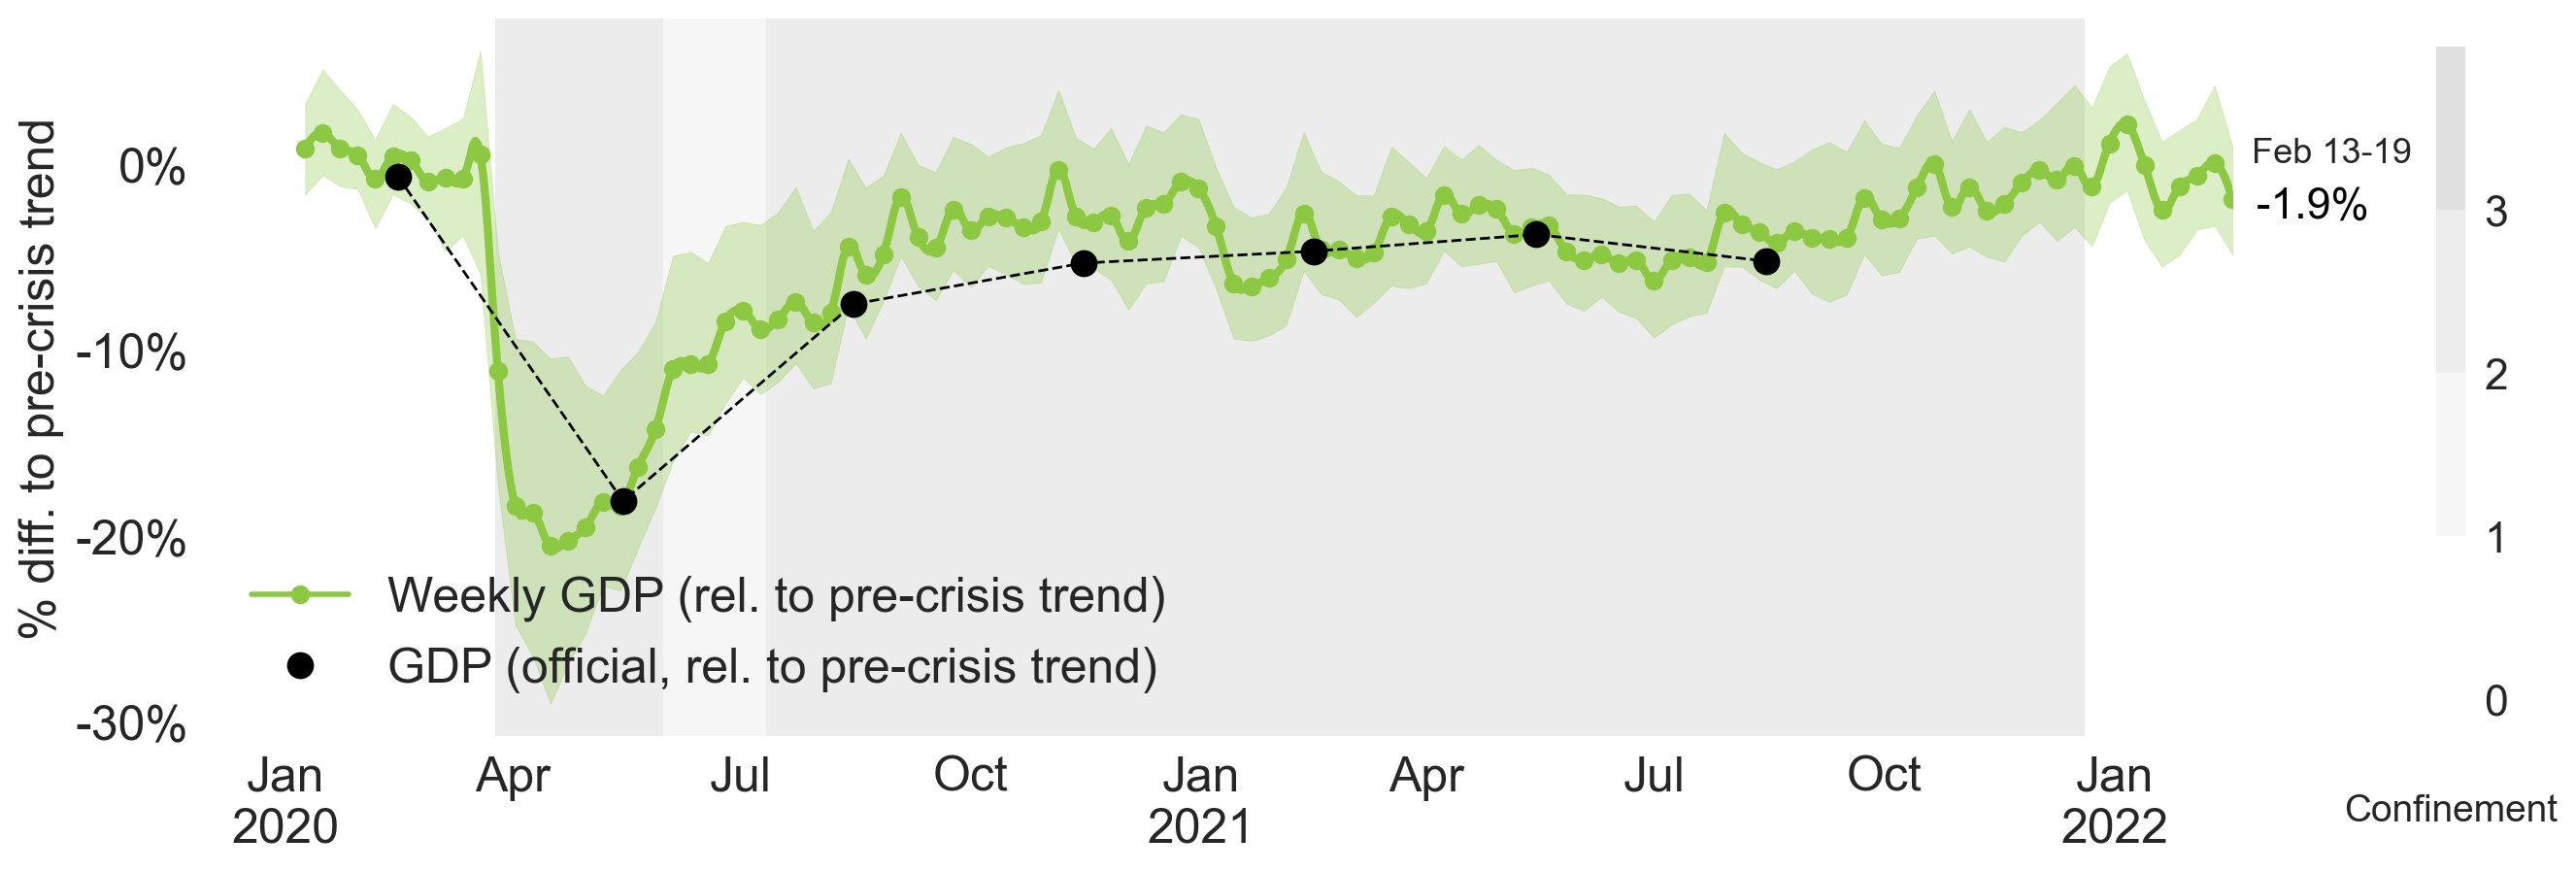 % diff. to pre-crisis trend
0%
-10%
-20%
-30%
Weekly GDP (rel. to pre-crisis trend)
GDP (official, rel. to pre-crisis trend)
Jan
2020
Apr
Jul
Oct
Jan
2021
Apr
Jul
Oct
Jan
2022
Feb 13-19
-1.9%
3
2
1
0
Confinement